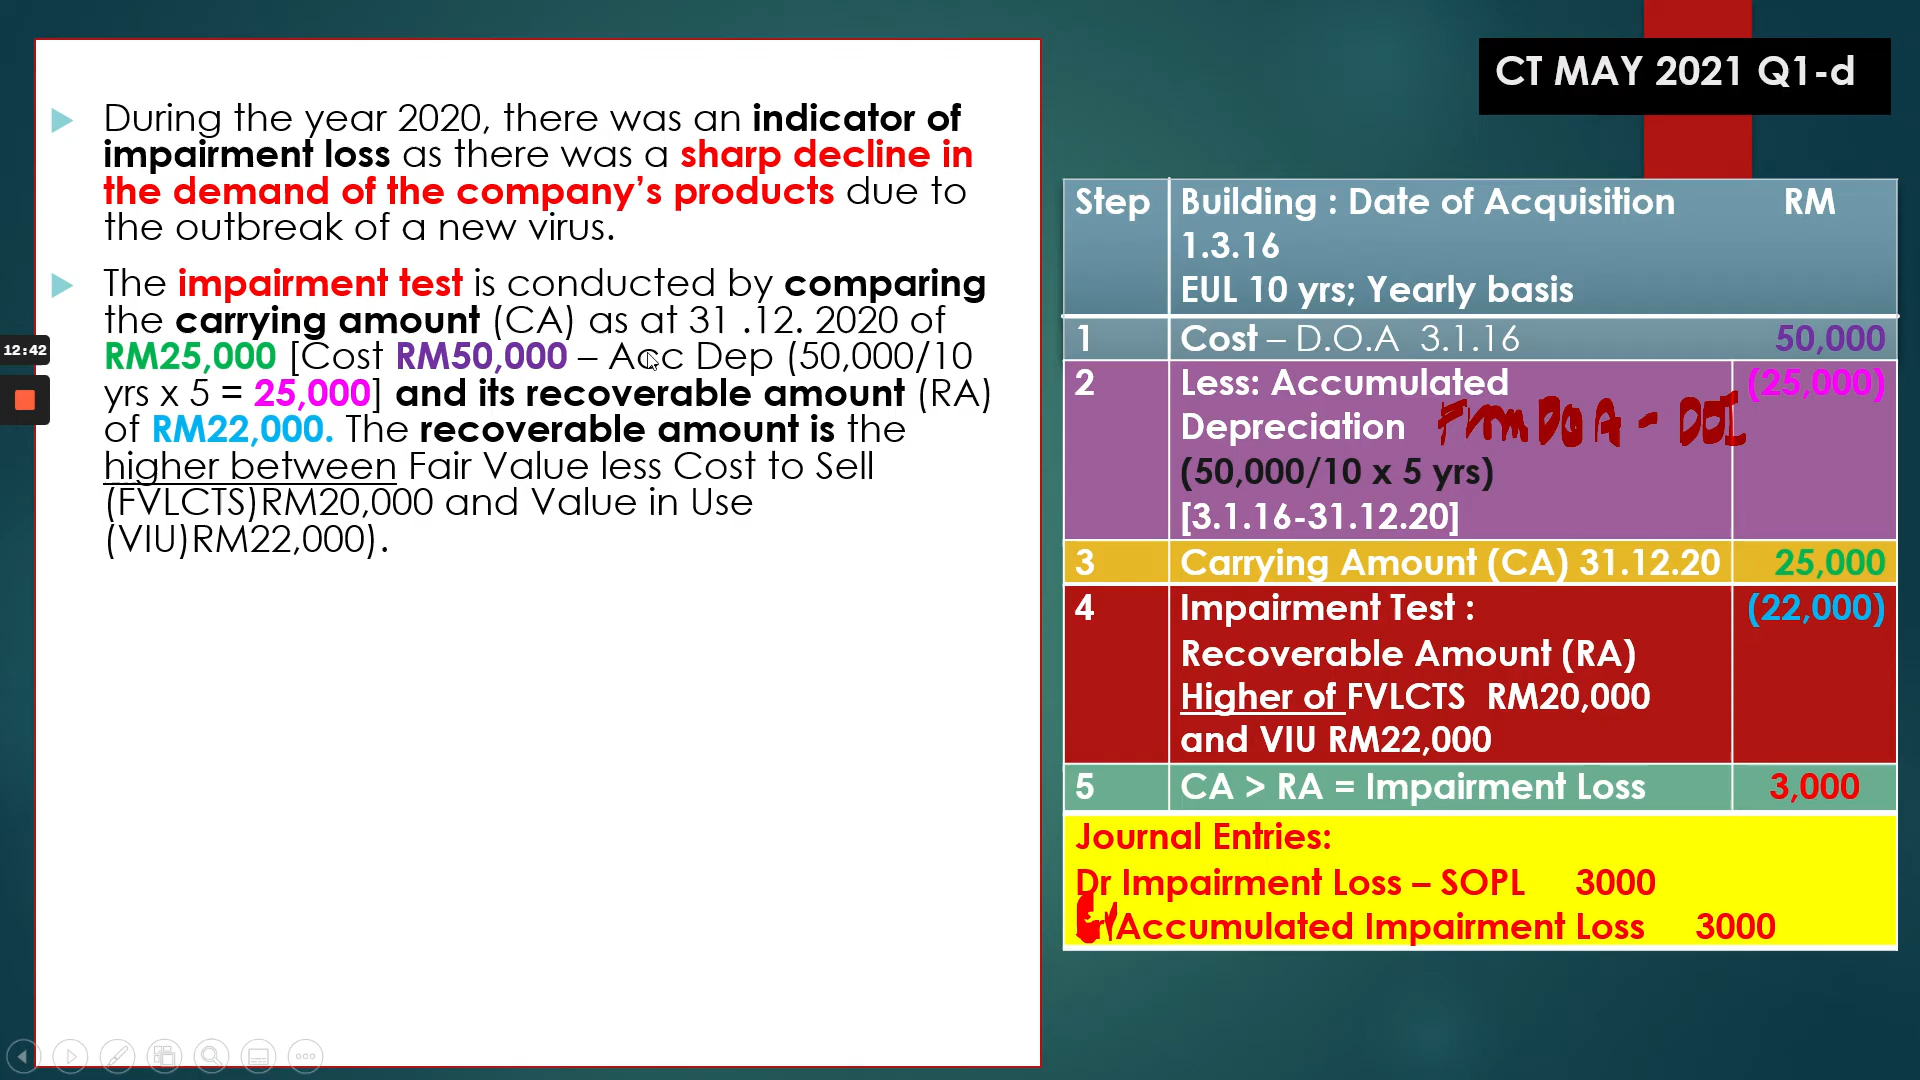 CT MAY 2021 Q1-d
During the year 2020, there was an indicator of
impairment loss as there was a sharp decline in
the demand of the company’s products due to
the outbreak of a new virus.
The impairment test is conducted by comparing
the carrying amount (CA) as at 31 .12. 2020 of
RM25,000 [Cost RM50,000 – Acc Dep (50,000/10
yrs x 5 = 25,000] and its recoverable amount (RA)
of RM22,000. The recoverable amount is the
higher between Fair Value less Cost to Sell
(FVLCTS)RM20,000 and Value in Use
(VIU)RM22,000).
12:42
Step Building : Date of Acquisition RM
1.3.16
EUL 10 yrs; Yearly basis
1 Cost – D.O.A 3.1.16 50,000
2 Less: Accumulated (25,000)
Depreciation From DOA - DOI
(50,000/10 x 5 yrs)
[3.1.16-31.12.20]
3 Carrying Amount (CA) 31.12.20 25,000
4 Impairment Test : (22,000)
Recoverable Amount (RA)
Higher of FVLCTS RM20,000
and VIU RM22,000
5 CA > RA = Impairment Loss 3,000
Journal Entries:
Dr Impairment Loss – SOPL 3000
Cr Accumulated Impairment Loss 3000